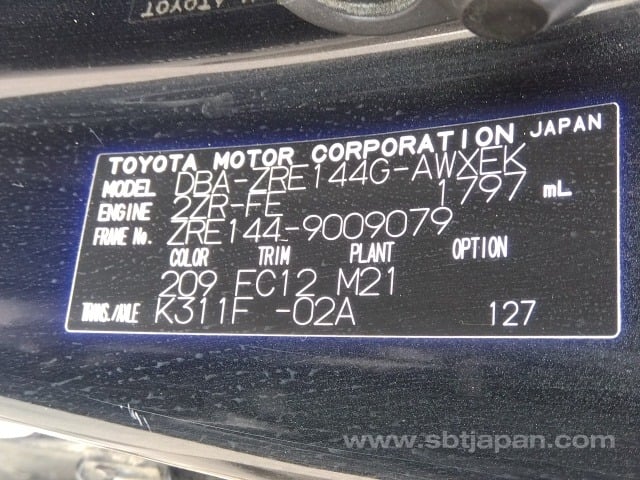 TOYOTA MOTOR CORPORATION JAPAN
MODEL DBA-ZRE144G-AWXEK
ENGINE 2ZR-FE 1797 mL
FRAME No. ZRE144-9009079
COLOR TRIM PLANT OPTION
209 FC12 M21
TRANS./AXLE K311F -02A 127
www.sbtjapan.com